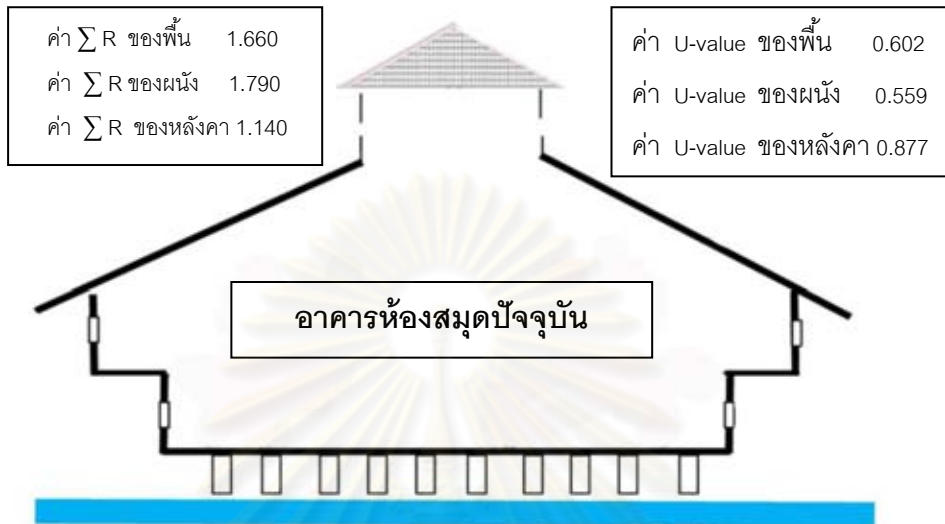 ค่า ∑ R ของพื้น 1.660
ค่า ∑ R ของผนัง 1.790
ค่า ∑ R ของหลังคา 1.140
ค่า U-value ของพื้น 0.602
ค่า U-value ของผนัง 0.559
ค่า U-value ของหลังคา 0.877
อาคารห้องสมุดปัจจุบัน